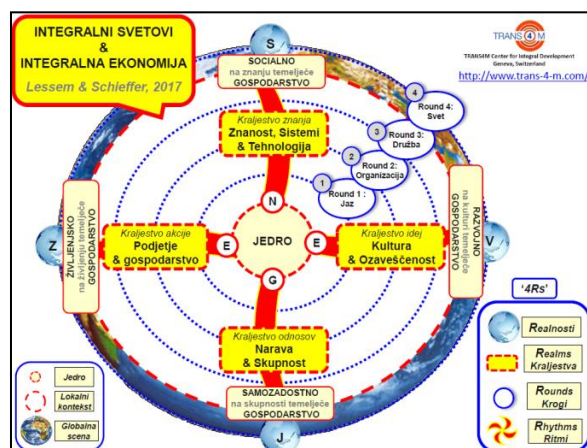 INTEGRALNI SVETOVI
&
INTEGRALNA EKONOMIJA
Lessem & Schieffer, 2017
TRANS 4 M
TRANS4M Center for Integral Development
Geneva, Switzerland
http://www.trans-4-m.com/
S
SOCIALNO
na znanju temelječe
GOSPODARSTVO
Kraljestvo znanja
Znanost, Sistemi
& Tehnologija
4
Round 4:
Svet
3
Round 3:
Družba
2
Round 2:
Organizacija
1
Round 1 :
Jaz
N
Z
ŽIVLJENJSKO
na življenju temelječe
GOSPODARSTVO
Kraljestvo akcije
Podjetje
& gospodarstvo
E
JEDRO
E
Kraljestvo idej
Kultura
& Ozaveščenost
RAZVOJNO
na kulturi temelječe
GOSPODARSTVO
V
G
Kraljestvo odnosov
Narava
& Skupnost
SAMOZADOSTNO
na skupnosti temelječe
GOSPODARSTVO
J
Jedro
Lokalni
kontekst
Globalna
scena
'4Rs'
Realnosti
Realms
Kraljestva
Rounds
Krogi
Rhythms
Ritmi